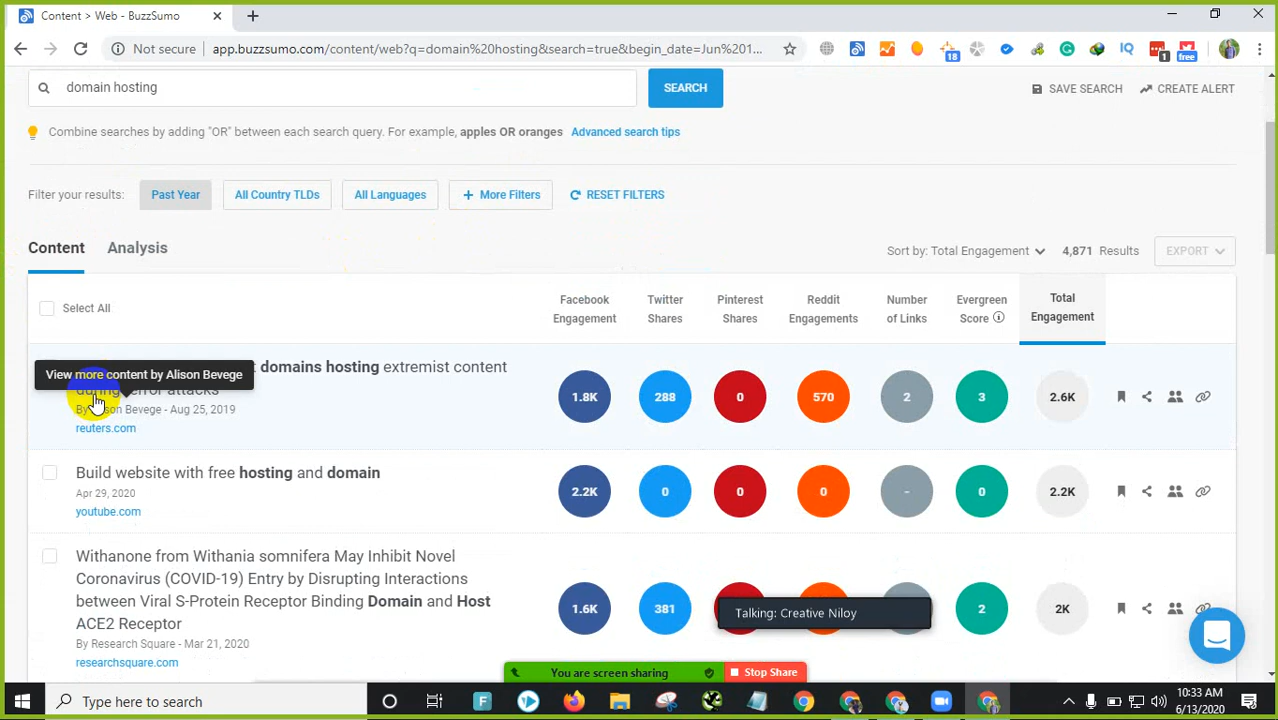 Content > Web - BuzzSumo
Not secure app.buzzsumo.com/content/web?q=domain%20hosting&search=true&begin_date=Jun%201...
18
IQ
1
free
domain hosting
SEARCH
SAVE SEARCH
CREATE ALERT
Combine searches by adding "OR" between each search query. For example, apples OR oranges Advanced search tips
Filter your results:
Past Year
All Country TLDs
All Languages
+ More Filters
RESET FILTERS
Content
Analysis
Sort by: Total Engagement
4,871 Results
EXPORT
Select All
Facebook Engagement
Twitter Shares
Pinterest Shares
Reddit Engagements
Number of Links
Evergreen Score
Total Engagement
domains hosting extremist content
View more content by Alison Bevege
attacks
Bevege - Aug 25, 2019
reuters.com
1.8K
288
0
570
2
3
2.6K
Build website with free hosting and domain
Apr 29, 2020
youtube.com
2.2K
0
0
0
-
0
2.2K
Withanone from Withania somnifera May Inhibit Novel
Coronavirus (COVID-19) Entry by Disrupting Interactions
between Viral S-Protein Receptor Binding Domain and Host
ACE2 Receptor
By Research Square - Mar 21, 2020
researchsquare.com
1.6K
381
2
2K
Talking: Creative Niloy
You are screen sharing
Stop Share
Type here to search
10:33 AM
6/13/2020